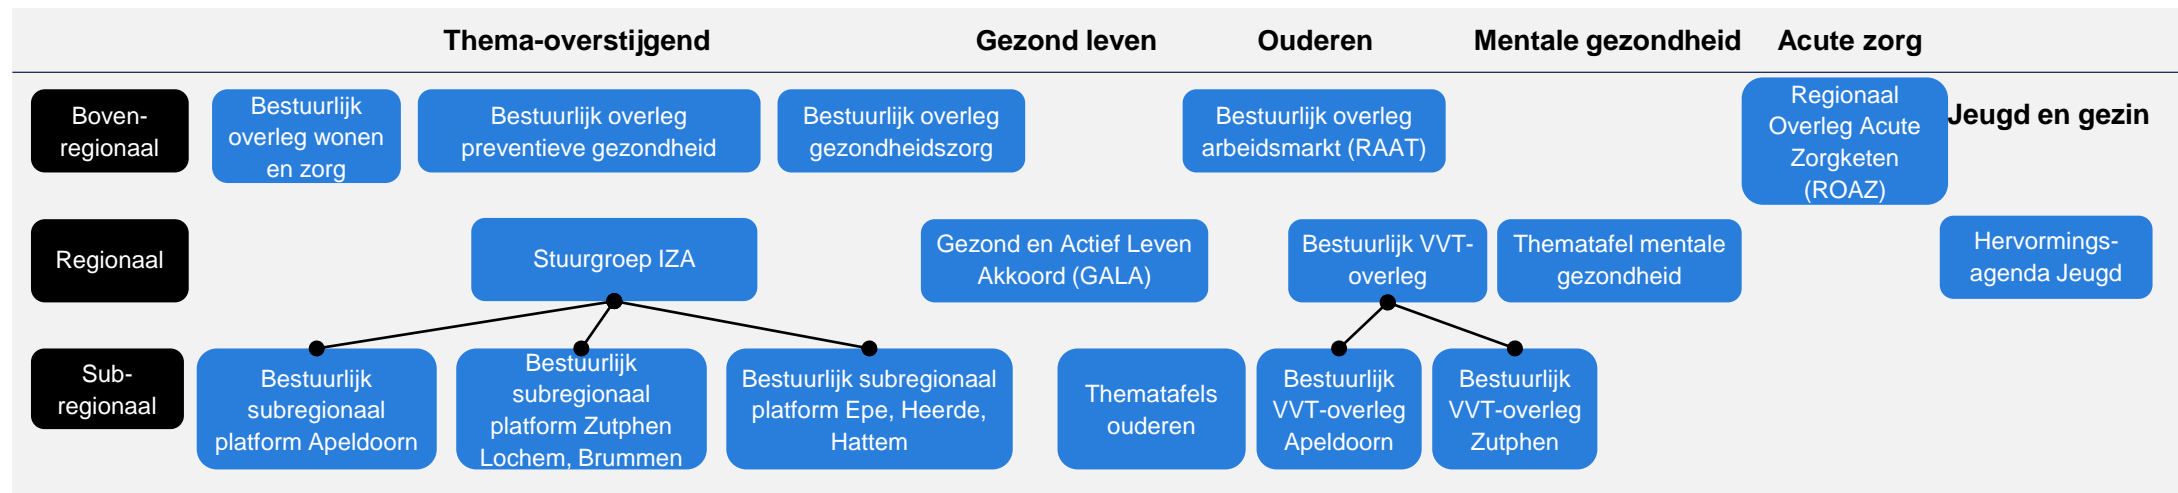 Thema-overstijgend
Gezond leven
Ouderen
Mentale gezondheid
Acute zorg
Jeugd en gezin
Boven-
regionaal
Bestuurlijk
overleg wonen
en zorg
Bestuurlijk overleg
preventieve gezondheid
Bestuurlijk overleg
gezondheidszorg
Bestuurlijk overleg
arbeidsmarkt (RAAT)
Regionaal
Overleg Acute
Zorgketen
(ROAZ)
Regionaal
Stuurgroep IZA
Gezond en Actief Leven
Akkoord (GALA)
Bestuurlijk VVT-
overleg
Thematafel mentale
gezondheid
Hervormings-
agenda Jeugd
Sub-
regionaal
Bestuurlijk
subregionaal
platform Apeldoorn
Bestuurlijk
subregionaal
platform Zutphen
Lochem, Brummen
Bestuurlijk subregionaal
platform Epe, Heerde,
Hattem
Thematafels
ouderen
Bestuurlijk
VVT-overleg
Apeldoorn
Bestuurlijk
VVT-overleg
Zutphen